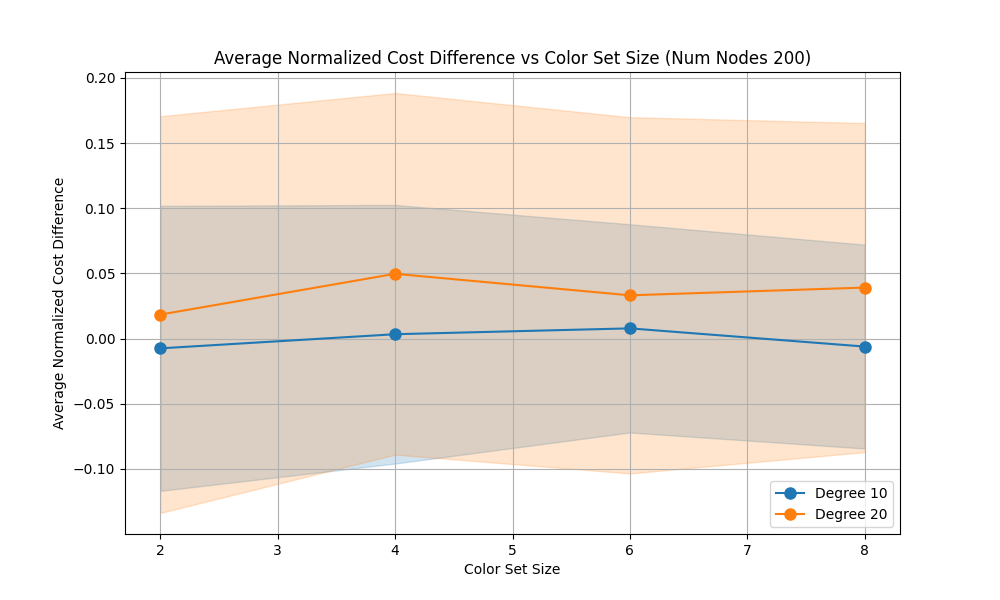 Average Normalized Cost Difference vs Color Set Size (Num Nodes 200)
Average Normalized Cost Difference
0.20
0.15
0.10
0.05
0.00
−0.05
−0.10
2 3 4 5 6 7 8
Color Set Size
Degree 10
Degree 20